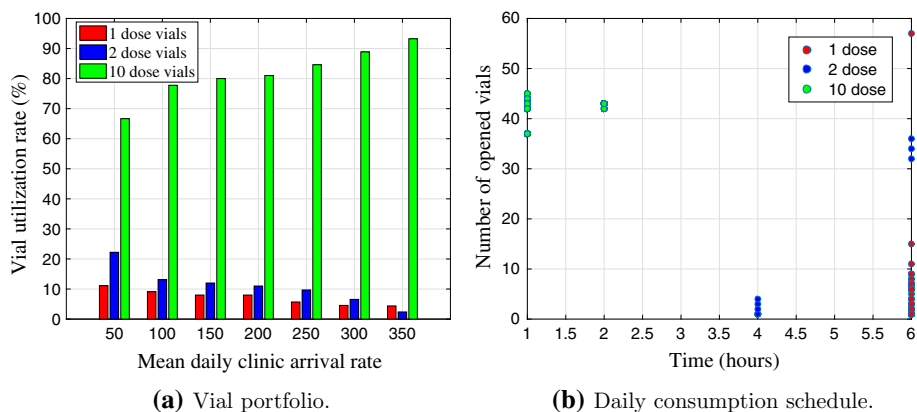 100
90
80
70
60
50
40
30
20
10
0
Vial utilization rate (%)
1 dose vials
2 dose vials
10 dose vials
50 100 150 200 250 300 350
Mean daily clinic arrival rate
(a) Vial portfolio.
60
50
40
30
20
10
0
Number of opened vials
1 dose
2 dose
10 dose
1 1.5 2 2.5 3 3.5 4 4.5 5 5.5 6
Time (hours)
(b) Daily consumption schedule.